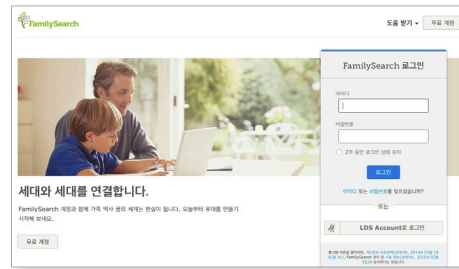 FamilySearch
도움 받기
무료 계정
FamilySearch 로그인
아이디
비밀번호
2주 동안 로그인 상태 유지
로그인
아이디 또는 비밀번호를 잊으셨습니까?
또는
LDS Account로 로그인
세대와 세대를 연결합니다.
FamilySearch 계정과 함께 가족 역사 꿈의 세계는 현실이 됩니다. 오늘부터 유대를 만들기
시작해 보세요.
무료 계정